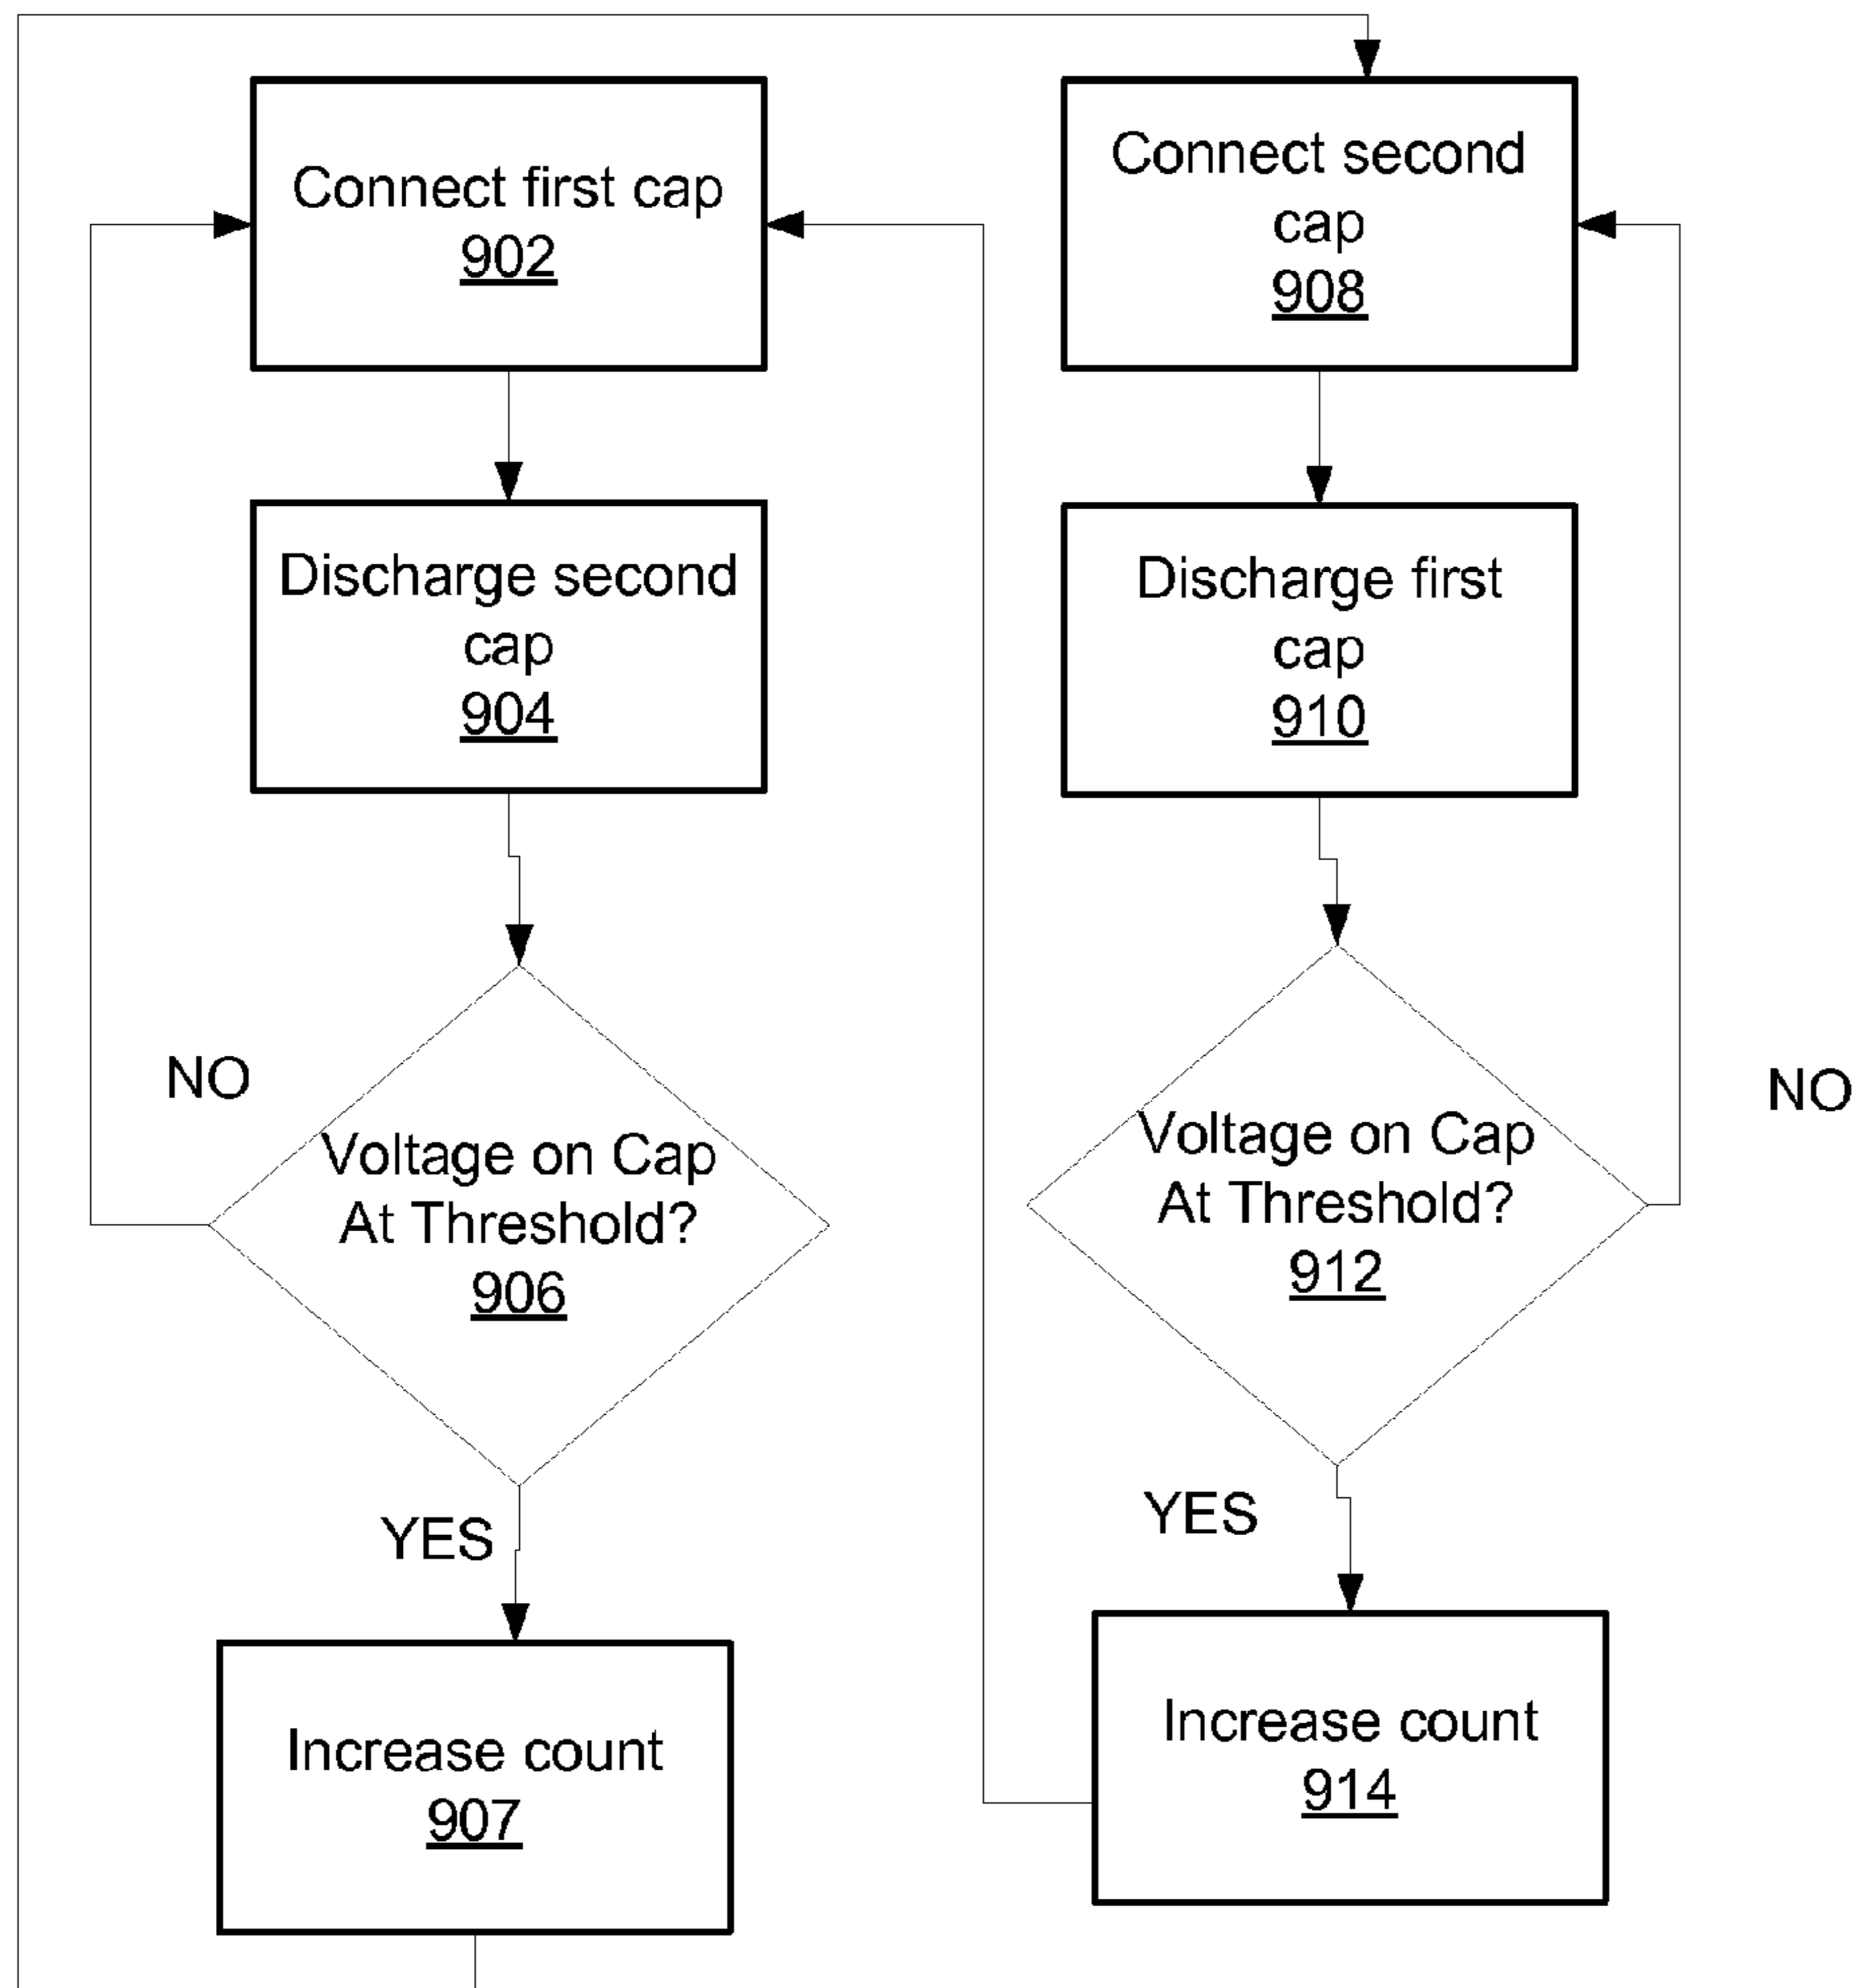 Connect first cap
902
Discharge second
cap
904
NO
Voltage on Cap
At Threshold?
906
YES
Increase count
907
Connect second
cap
908
Discharge first
cap
910
NO
Voltage on Cap
At Threshold?
912
YES
Increase count
914